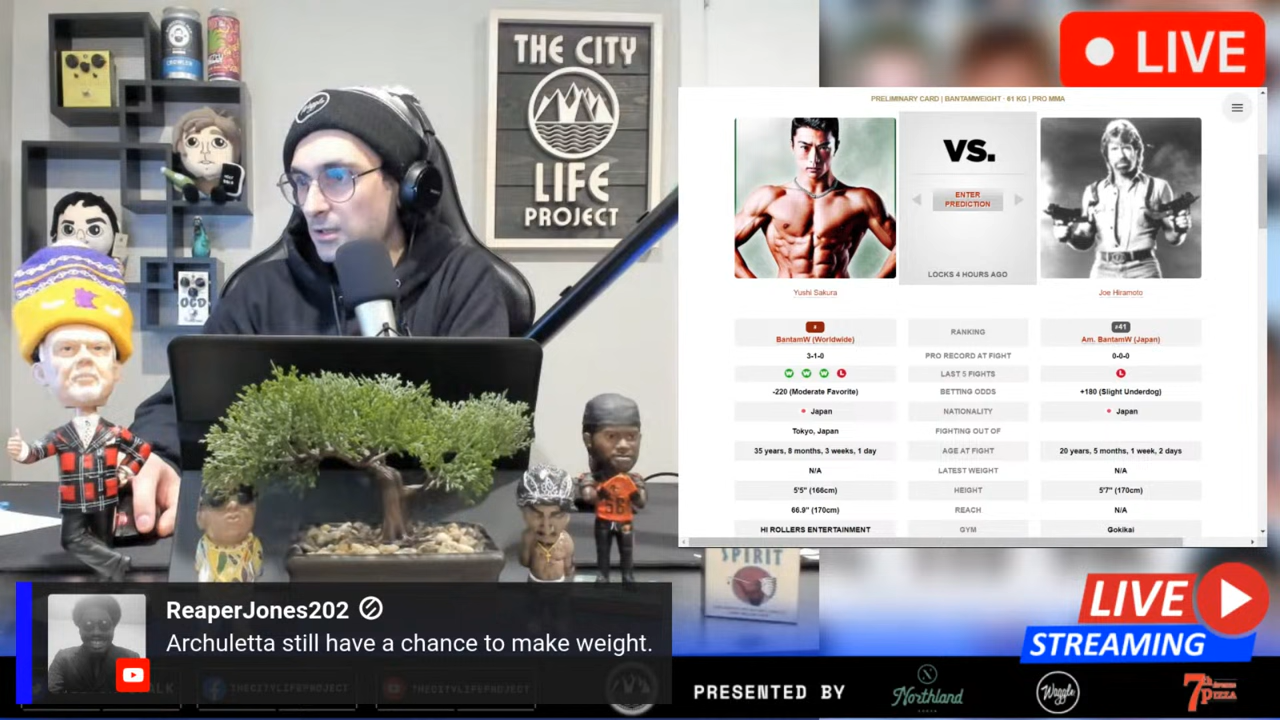 THE CITY
LIFE
PROJECT
OCD
LIVE
PRELIMINARY CARD | BANTAMWEIGHT · 61 KG | PRO MMA
VS.
ENTER
PREDICTION
LOCKS 4 HOURS AGO
Yushi Sakura
Joe Hiramoto
RANKING
#41
BantamW (Worldwide)
Am. BantamW (Japan)
3-1-0
PRO RECORD AT FIGHT
0-0-0
W W W L
LAST 5 FIGHTS
L
-220 (Moderate Favorite)
BETTING ODDS
+180 (Slight Underdog)
Japan
NATIONALITY
Japan
Tokyo, Japan
FIGHTING OUT OF
35 years, 8 months, 3 weeks, 1 day
AGE AT FIGHT
20 years, 5 months, 1 week, 2 days
N/A
LATEST WEIGHT
N/A
5'5" (166cm)
HEIGHT
5'7" (170cm)
66.9" (170cm)
REACH
N/A
HI ROLLERS ENTERTAINMENT
GYM
Gokikai
SPIRIT
ReaperJones202
Archuletta still have a chance to make weight.
LIVE
STREAMING
THECITYLIFEPROJECT
THECITYLIFEPROJECT
PRESENTED BY
Northland
Waggle
7th
PIZZA